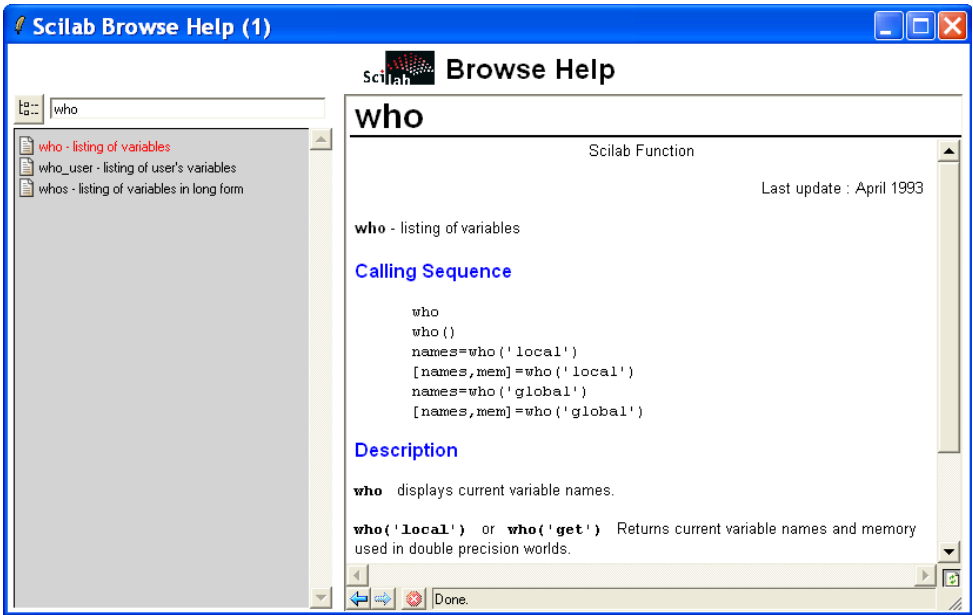 Scilab Browse Help (1)
Scilab Browse Help
who
who - listing of variables
who_user - listing of user's variables
whos - listing of variables in long form
who
Scilab Function
Last update : April 1993
who - listing of variables
Calling Sequence
who
who()
names=who('local')
[names,mem]=who('local')
names=who('global')
[names,mem]=who('global')
Description
who displays current variable names.
who('local') or who('get') Returns current variable names and memory
used in double precision worlds.
Done.